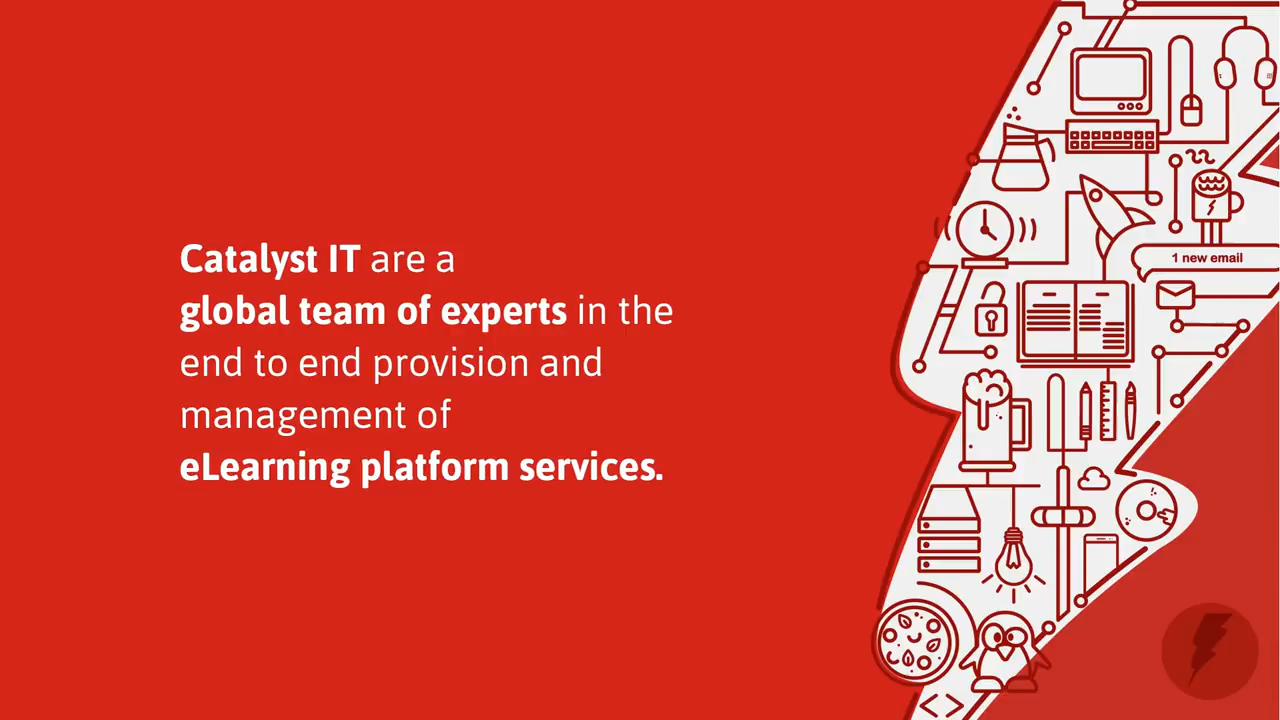 Catalyst IT are a
global team of experts in the
end to end provision and
management of
eLearning platform services.
1 new email